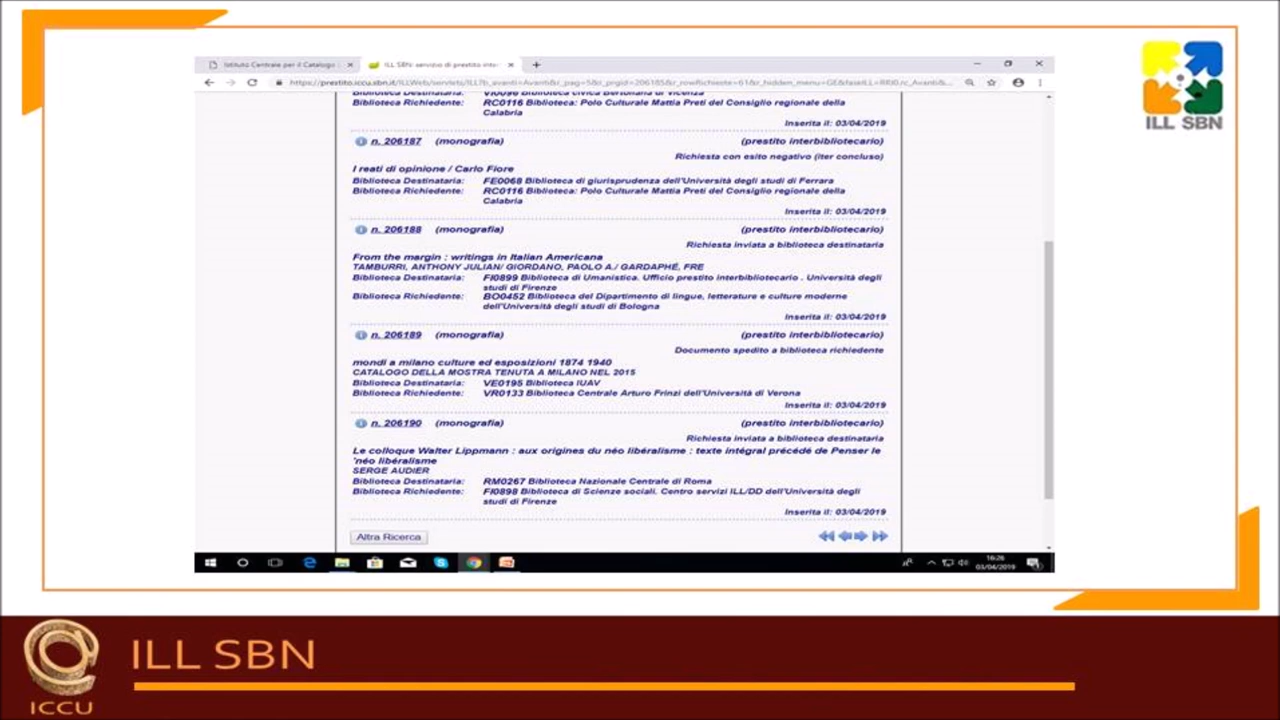 Istituto Centrale per il Catalogo
ILL SBN: servizio di prestito inte
ILL SBN
VI0096 Biblioteca civica Bertoliana di Vicenza
Biblioteca Richiedente: RC0116 Biblioteca: Polo Culturale Mattia Preti del Consiglio regionale della
Calabria
Inserita il: 03/04/2019
n. 206187 (monografia) (prestito interbibliotecario)
Richiesta con esito negativo (iter concluso)
I reati di opinione / Carlo Fiore
Biblioteca Destinataria: FE0068 Biblioteca di giurisprudenza dell'Università degli studi di Ferrara
Biblioteca Richiedente: RC0116 Biblioteca: Polo Culturale Mattia Preti del Consiglio regionale della
Calabria
Inserita il: 03/04/2019
n. 206188 (monografia) (prestito interbibliotecario)
Richiesta inviata a biblioteca destinataria
From the margin : writings in Italian Americana
TAMBURRI, ANTHONY JULIAN/ GIORDANO, PAOLO A./ GARDAPHÉ, FRE
Biblioteca Destinataria: FI0899 Biblioteca di Umanistica. Ufficio prestito interbibliotecario . Università degli
studi di Firenze
Biblioteca Richiedente: BO0452 Biblioteca del Dipartimento di lingue, letterature e culture moderne
dell'Università degli studi di Bologna
Inserita il: 03/04/2019
n. 206189 (monografia) (prestito interbibliotecario)
Documento spedito a biblioteca richiedente
mondi a milano culture ed esposizioni 1874 1940
CATALOGO DELLA MOSTRA TENUTA A MILANO NEL 2015
Biblioteca Destinataria: VE0195 Biblioteca IUAV
Biblioteca Richiedente: VR0133 Biblioteca Centrale Arturo Frinzi dell'Università di Verona
Inserita il: 03/04/2019
n. 206190 (monografia) (prestito interbibliotecario)
Richiesta inviata a biblioteca destinataria
Le colloque Walter Lippmann : aux origines du néo libéralisme : texte intégral précédé de Penser le
'néo libéralisme
SERGE AUDIER
Biblioteca Destinataria: RM0267 Biblioteca Nazionale Centrale di Roma
Biblioteca Richiedente: FI0898 Biblioteca di Scienze sociali. Centro servizi ILL/DD dell'Università degli
studi di Firenze
Inserita il: 03/04/2019
Altra Ricerca
16:26
03/04/2019
ILL SBN
ICCU